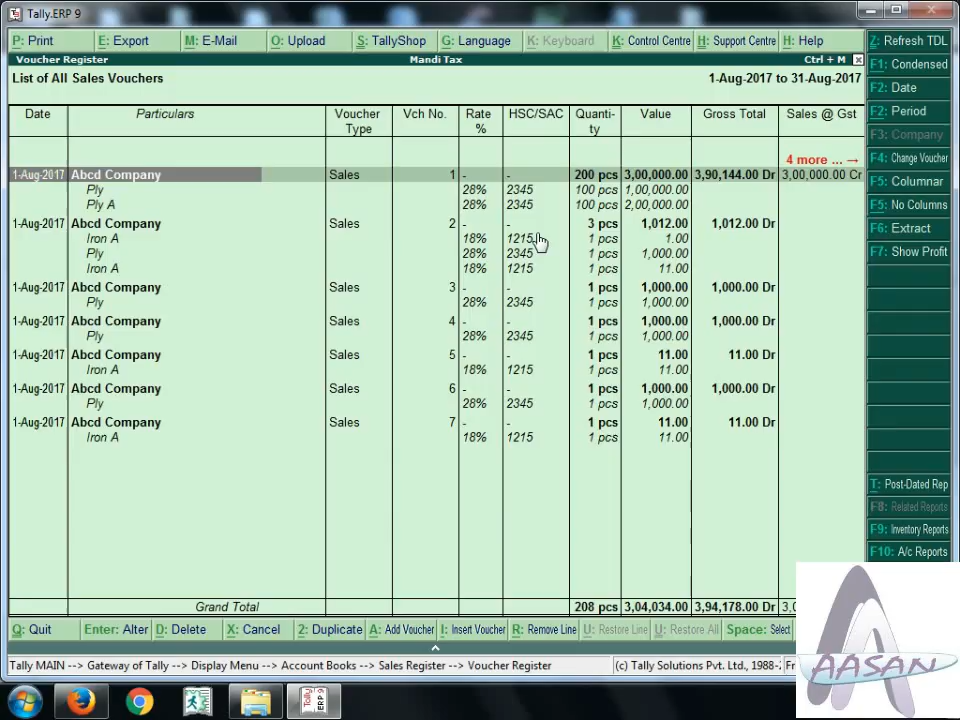 Tally.ERP 9
P: Print E: Export M: E-Mail O: Upload S: TallyShop G: Language K: Keyboard K: Control Centre H: Support Centre H: Help
Voucher Register Mandi Tax Ctrl + M
List of All Sales Vouchers 1-Aug-2017 to 31-Aug-2017
Date Particulars Voucher Type Vch No. Rate % HSC/SAC Quanti-ty Value Gross Total Sales @ Gst
4 more ... →
1-Aug-2017 Abcd Company Sales 1 - - 200 pcs 3,00,000.00 3,90,144.00 Dr 3,00,000.00 Cr
Ply 28% 2345 100 pcs 1,00,000.00
Ply A 28% 2345 100 pcs 2,00,000.00
1-Aug-2017 Abcd Company Sales 2 - - 3 pcs 1,012.00 1,012.00 Dr
Iron A 18% 1215 1 pcs 1.00
Ply 28% 2345 1 pcs 1,000.00
Iron A 18% 1215 1 pcs 11.00
1-Aug-2017 Abcd Company Sales 3 - - 1 pcs 1,000.00 1,000.00 Dr
Ply 28% 2345 1 pcs 1,000.00
1-Aug-2017 Abcd Company Sales 4 - - 1 pcs 1,000.00 1,000.00 Dr
Ply 28% 2345 1 pcs 1,000.00
1-Aug-2017 Abcd Company Sales 5 - - 1 pcs 11.00 11.00 Dr
Iron A 18% 1215 1 pcs 11.00
1-Aug-2017 Abcd Company Sales 6 - - 1 pcs 1,000.00 1,000.00 Dr
Ply 28% 2345 1 pcs 1,000.00
1-Aug-2017 Abcd Company Sales 7 - - 1 pcs 11.00 11.00 Dr
Iron A 18% 1215 1 pcs 11.00
Grand Total 208 pcs 3,04,034.00 3,94,178.00 Dr
Q: Quit Enter: Alter D: Delete X: Cancel 2: Duplicate A: Add Voucher I: Insert Voucher R: Remove Line U: Restore Line U: Restore All Space: Select
Tally MAIN --> Gateway of Tally --> Display Menu --> Account Books --> Sales Register --> Voucher Register (c) Tally Solutions Pvt. Ltd., 1988-
Z: Refresh TDL
F1: Condensed
F2: Date
F2: Period
F3: Company
F4: Change Voucher
F5: Columnar
F5: No Columns
F6: Extract
F7: Show Profit
T: Post-Dated Rep
F8: Related Reports
F9: Inventory Reports
F10: A/c Reports
AASAN
Tally ERP 9